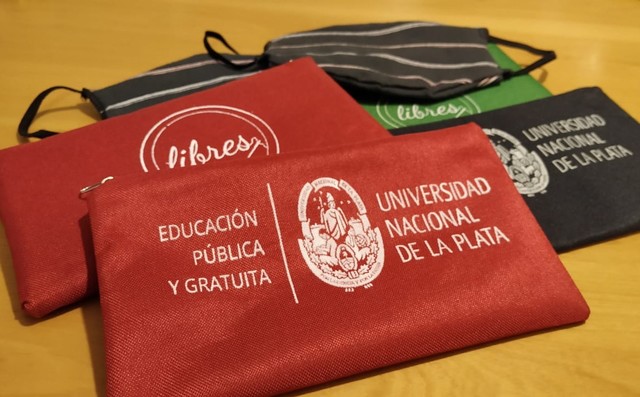 libres
libres
UNIVERSIDAD
NACIONAL
DE LA PLATA
EDUCACIÓN
PÚBLICA
Y GRATUITA
UNIVERSIDAD
NACIONAL
DE LA PLATA